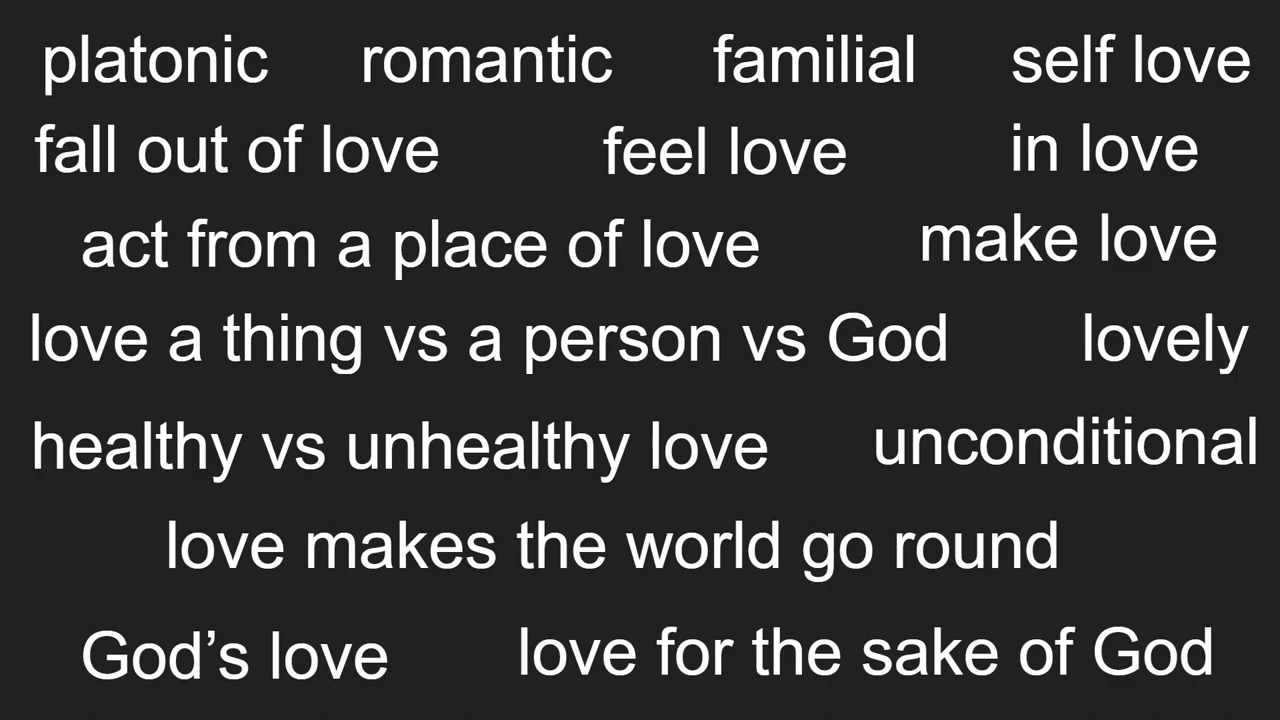 platonic romantic familial self love
fall out of love feel love in love
act from a place of love make love
love a thing vs a person vs God lovely
healthy vs unhealthy love unconditional
love makes the world go round
God’s love love for the sake of God